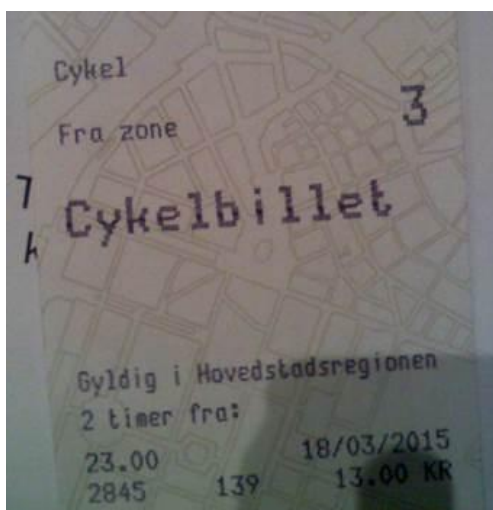 Cykel
Fra zone 3
Cykelbillet
Gyldig i Hovedstadsregionen
2 timer fra:
23.00 18/03/2015
2845 139 13.00 KR